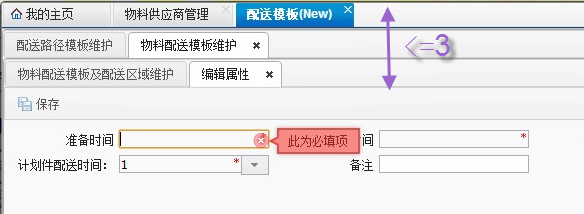 我的主页 物料供应商管理 配送模板(New)
配送路径模板维护 物料配送模板维护
<=3
物料配送模板及配送区域维护 编辑属性
保存
准备时间 * 此为必填项 间 *
计划件配送时间： 1 * 备注